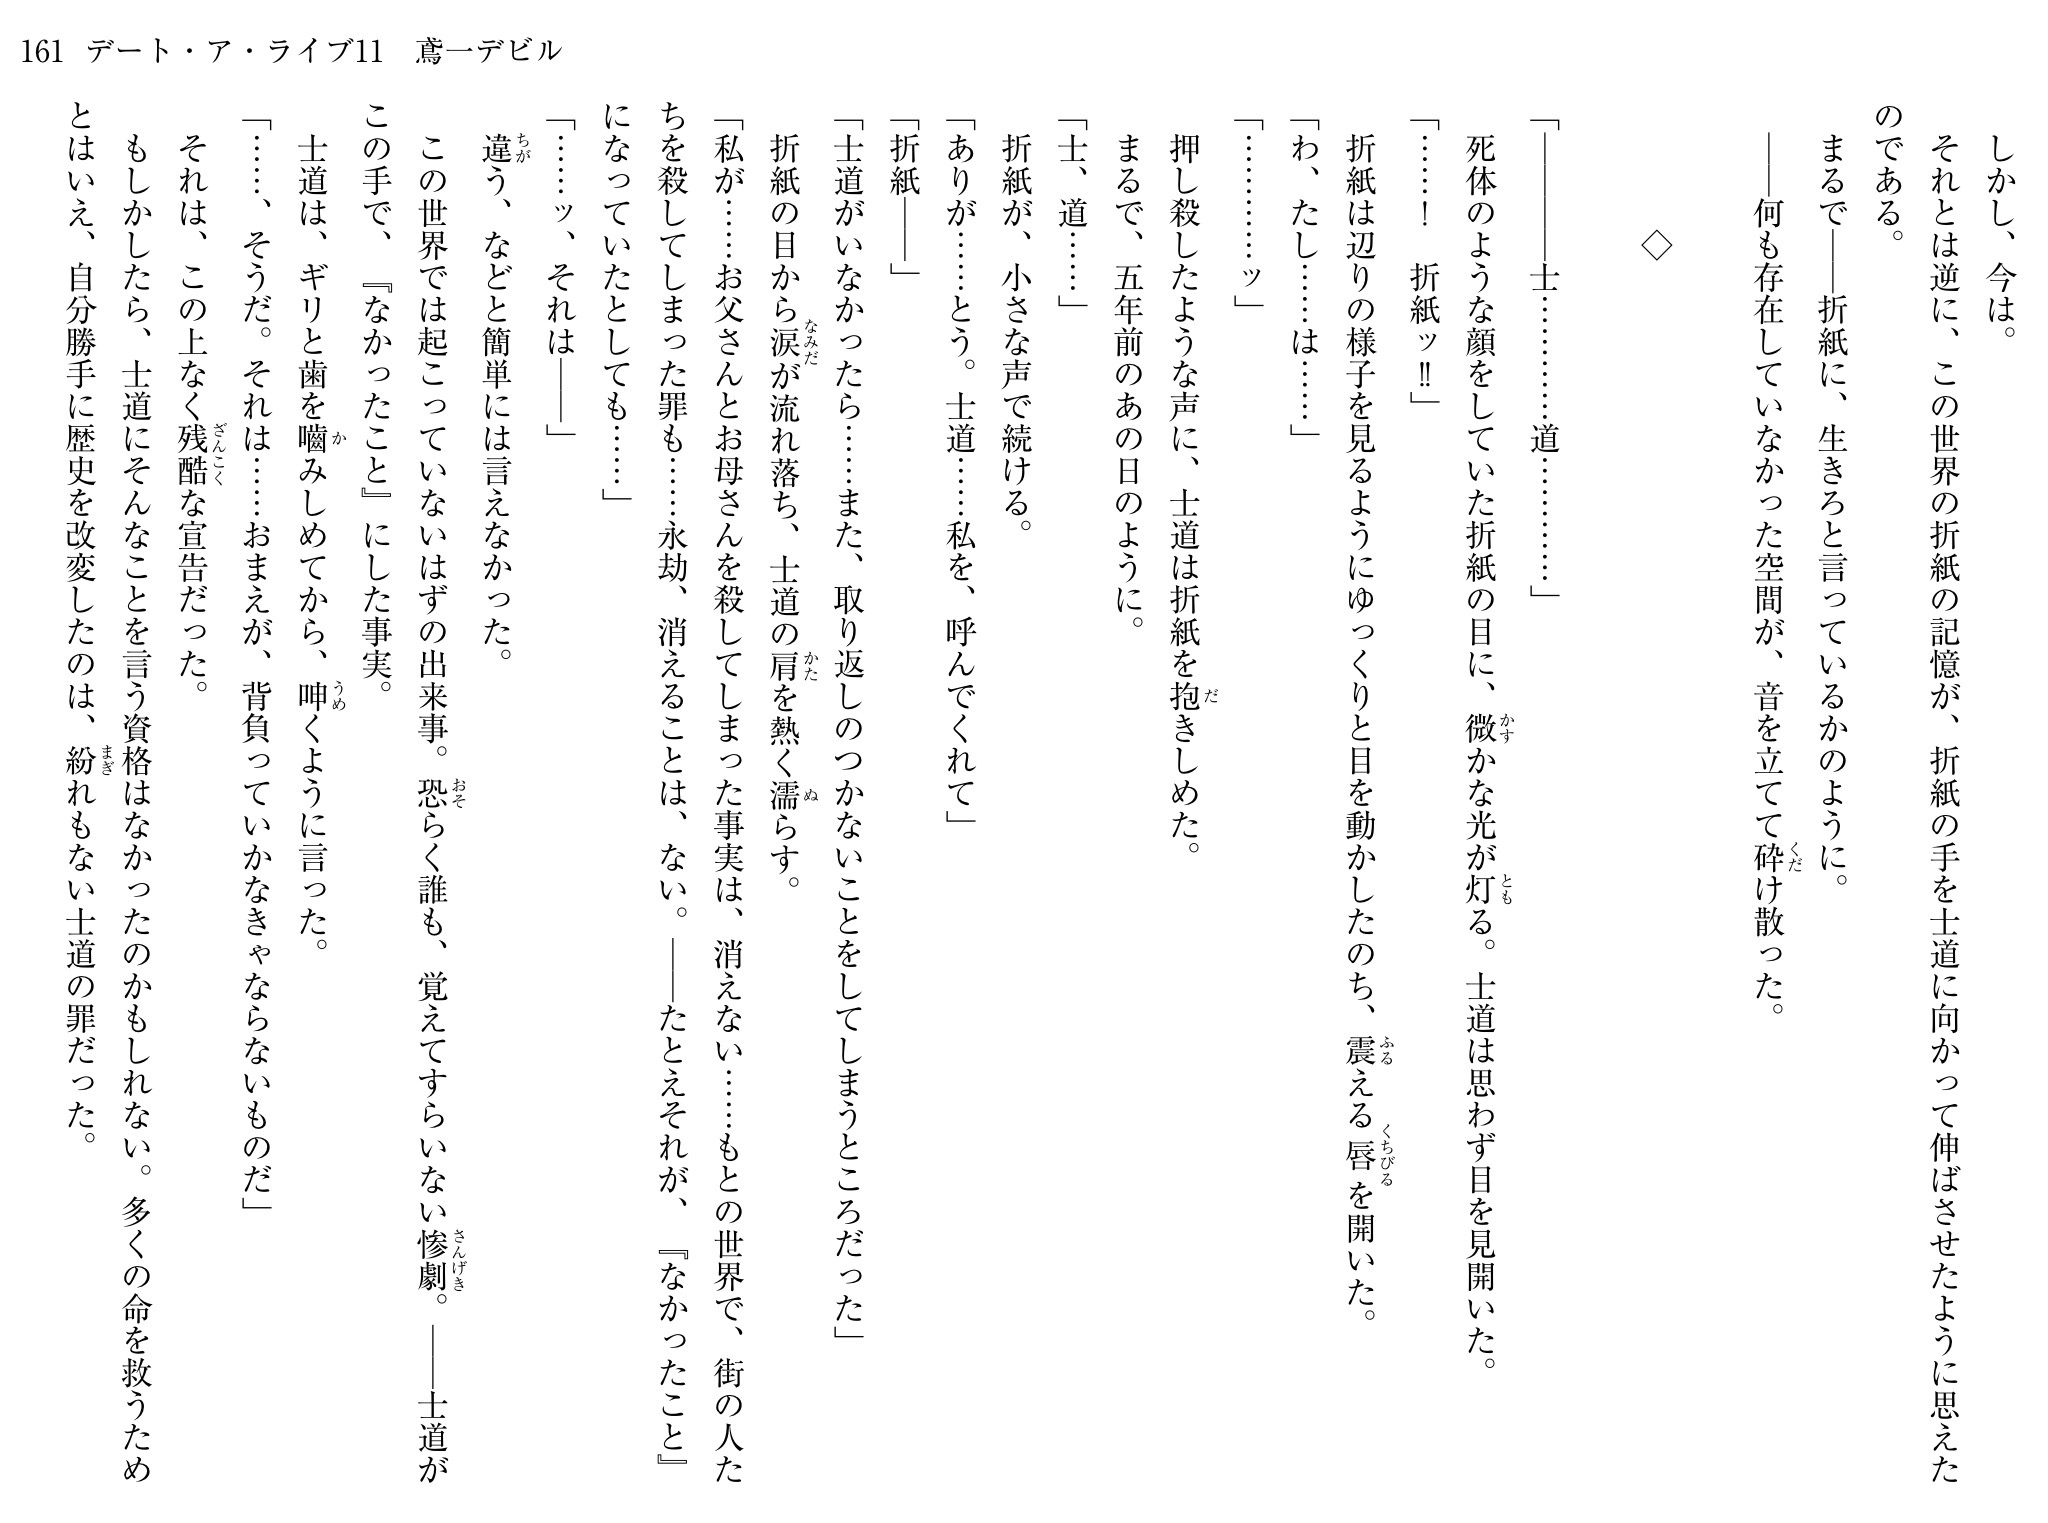 161 デート・ア・ライブ11　鳶一デビル
　しかし、今は。
　それとは逆に、この世界の折紙の記憶が、折紙の手を士道に向かって伸ばさせたように思えた
のである。
　まるで――折紙に、生きろと言っているかのように。
　――何も存在していなかった空間が、音を立てて砕け散った。
◇
「――――士…………道…………」
　死体のような顔をしていた折紙の目に、微かな光が灯る。士道は思わず目を見開いた。
「……！　折紙ッ‼」
　折紙は辺りの様子を見るようにゆっくりと目を動かしたのち、震える唇を開いた。
「わ、たし……は……」
「…………ッ」
　押し殺したような声に、士道は折紙を抱きしめた。
　まるで、五年前のあの日のように。
「士、道……」
　折紙が、小さな声で続ける。
「ありが……とう。士道……私を、呼んでくれて」
「折紙――」
「士道がいなかったら……また、取り返しのつかないことをしてしまうところだった」
　折紙の目から涙が流れ落ち、士道の肩を熱く濡らす。
「私が……お父さんとお母さんを殺してしまった事実は、消えない……もとの世界で、街の人た
ちを殺してしまった罪も……永劫、消えることは、ない。――たとえそれが、『なかったこと』
になっていたとしても……」
「……ッ、それは――」
　違う、などと簡単には言えなかった。
　この世界では起こっていないはずの出来事。恐らく誰も、覚えてすらいない惨劇。――士道が
この手で、『なかったこと』にした事実。
　士道は、ギリと歯を嚙みしめてから、呻くように言った。
「……、そうだ。それは……おまえが、背負っていかなきゃならないものだ」
　それは、この上なく残酷な宣告だった。
　もしかしたら、士道にそんなことを言う資格はなかったのかもしれない。多くの命を救うため
とはいえ、自分勝手に歴史を改変したのは、紛れもない士道の罪だった。